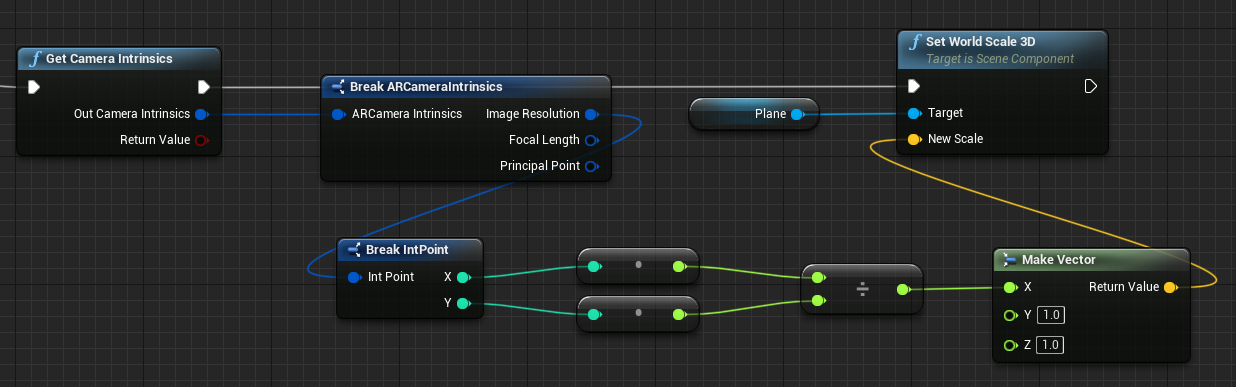 Get Camera Intrinsics
Out Camera Intrinsics
Return Value
Break ARCameraIntrinsics
ARCamera Intrinsics
Image Resolution
Focal Length
Principal Point
Plane
Set World Scale 3D
Target is Scene Component
Target
New Scale
Break IntPoint
Int Point
X
Y
÷
Make Vector
X
Return Value
Y 1.0
Z 1.0